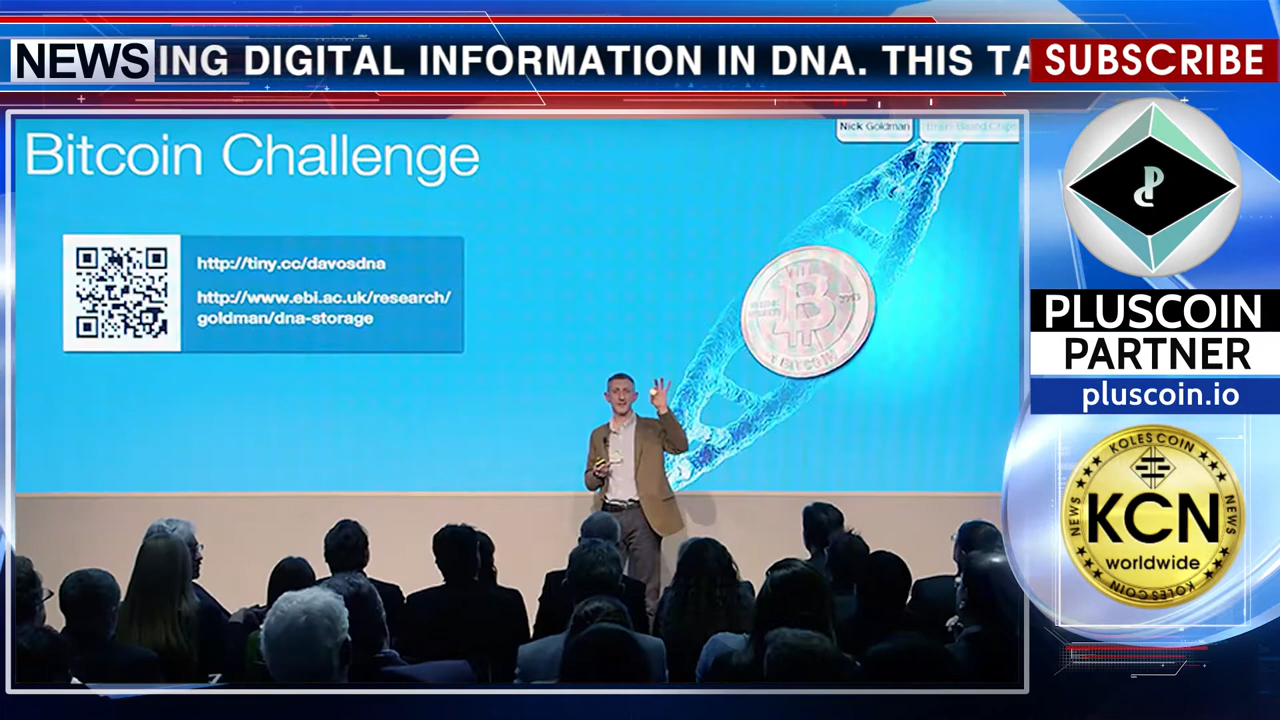 NEWS
ING DIGITAL INFORMATION IN DNA. THIS TA
SUBSCRIBE
Bitcoin Challenge
Nick Goldman
http://tiny.cc/davosdna
http://www.ebi.ac.uk/research/
goldman/dna-storage
BITCOIN
PLUSCOIN
PARTNER
pluscoin.io
KOLES COIN
NEWS
KCN
NEWS
worldwide
KOLES COIN